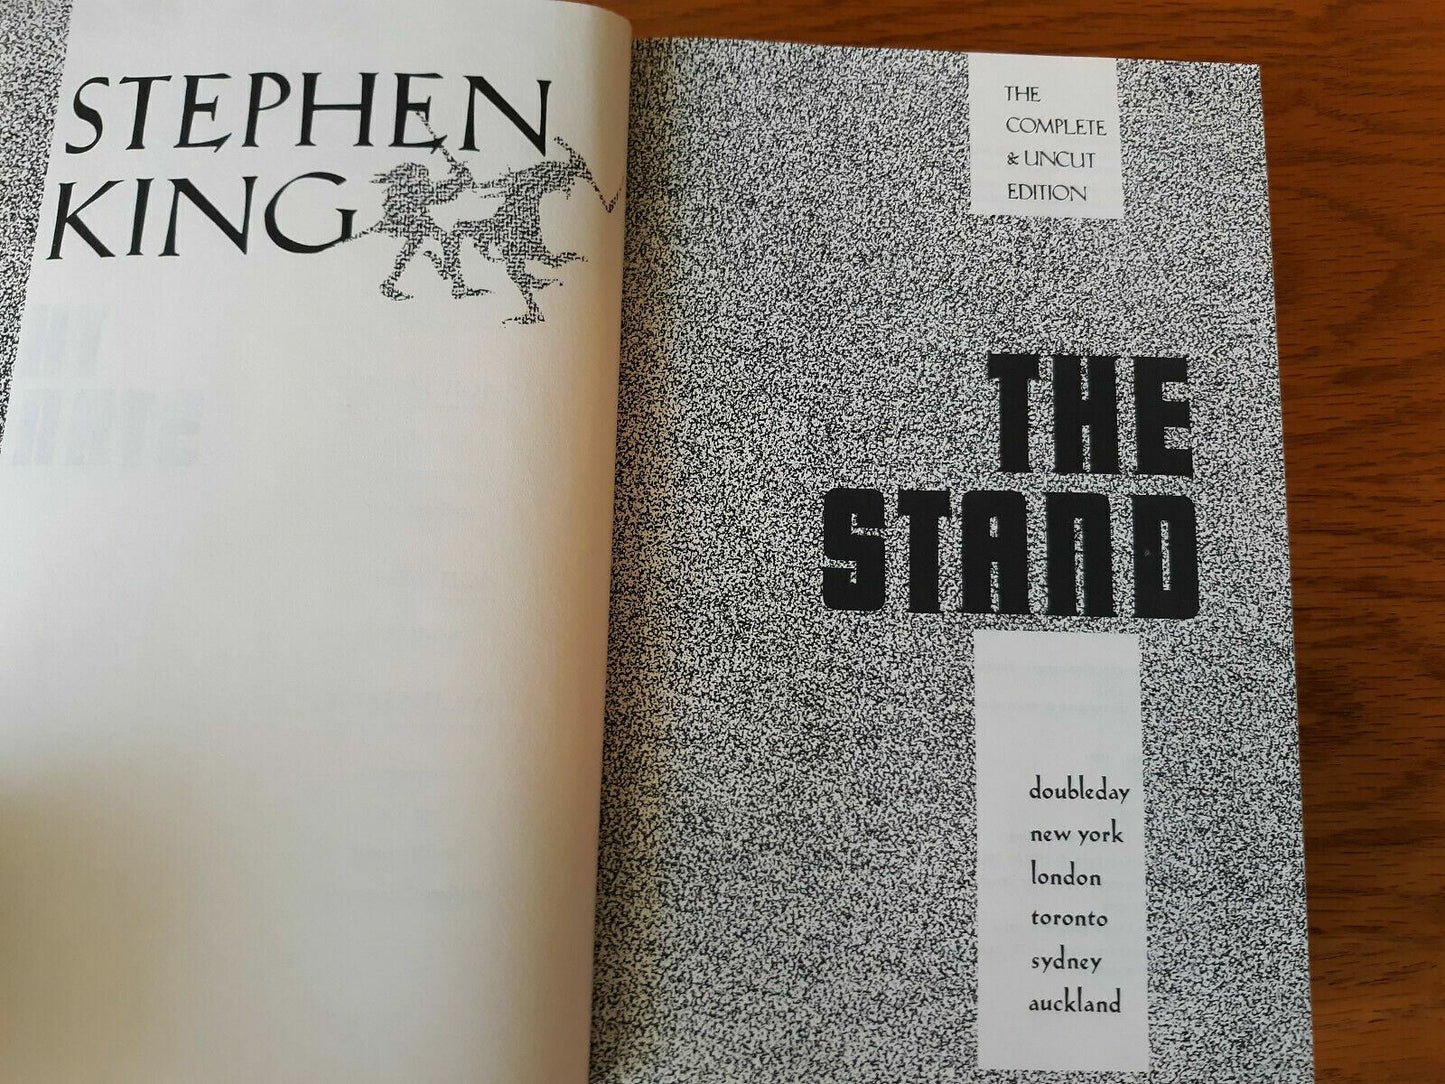 STEPHEN
KING
THE
COMPLETE
& UNCUT
EDITION
THE
STAND
doubleday
new york
london
toronto
sydney
auckland